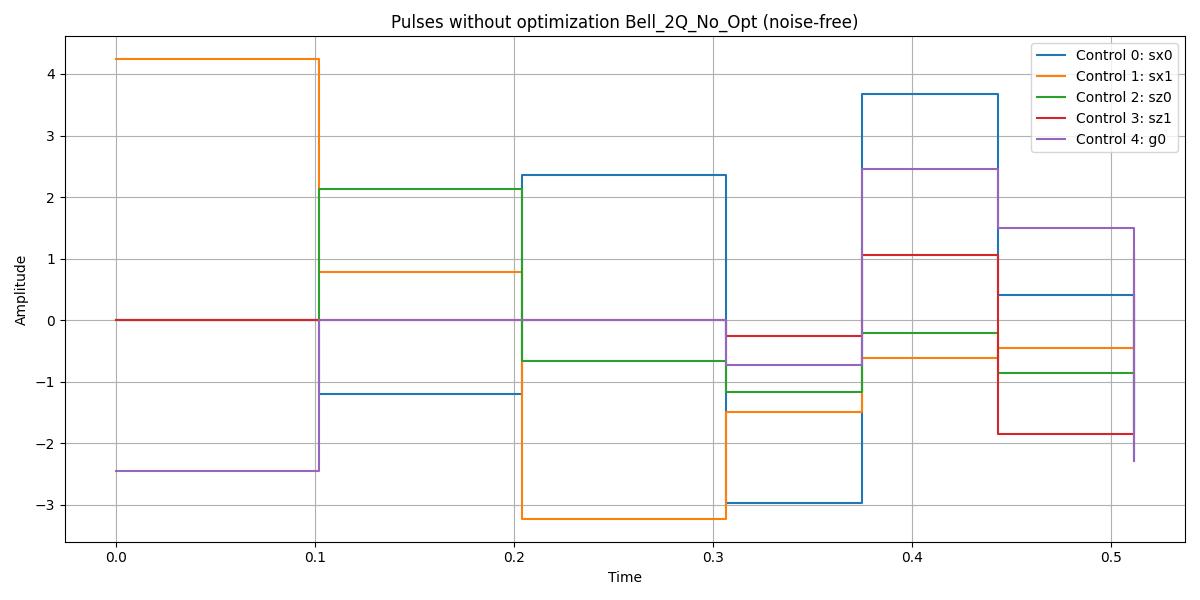 Pulses without optimization Bell_2Q_No_Opt (noise-free)
Control 0: sx0
Control 1: sx1
Control 2: sz0
Control 3: sz1
Control 4: g0
Amplitude
4
3
2
1
0
−1
−2
−3
0.0 0.1 0.2 0.3 0.4 0.5
Time